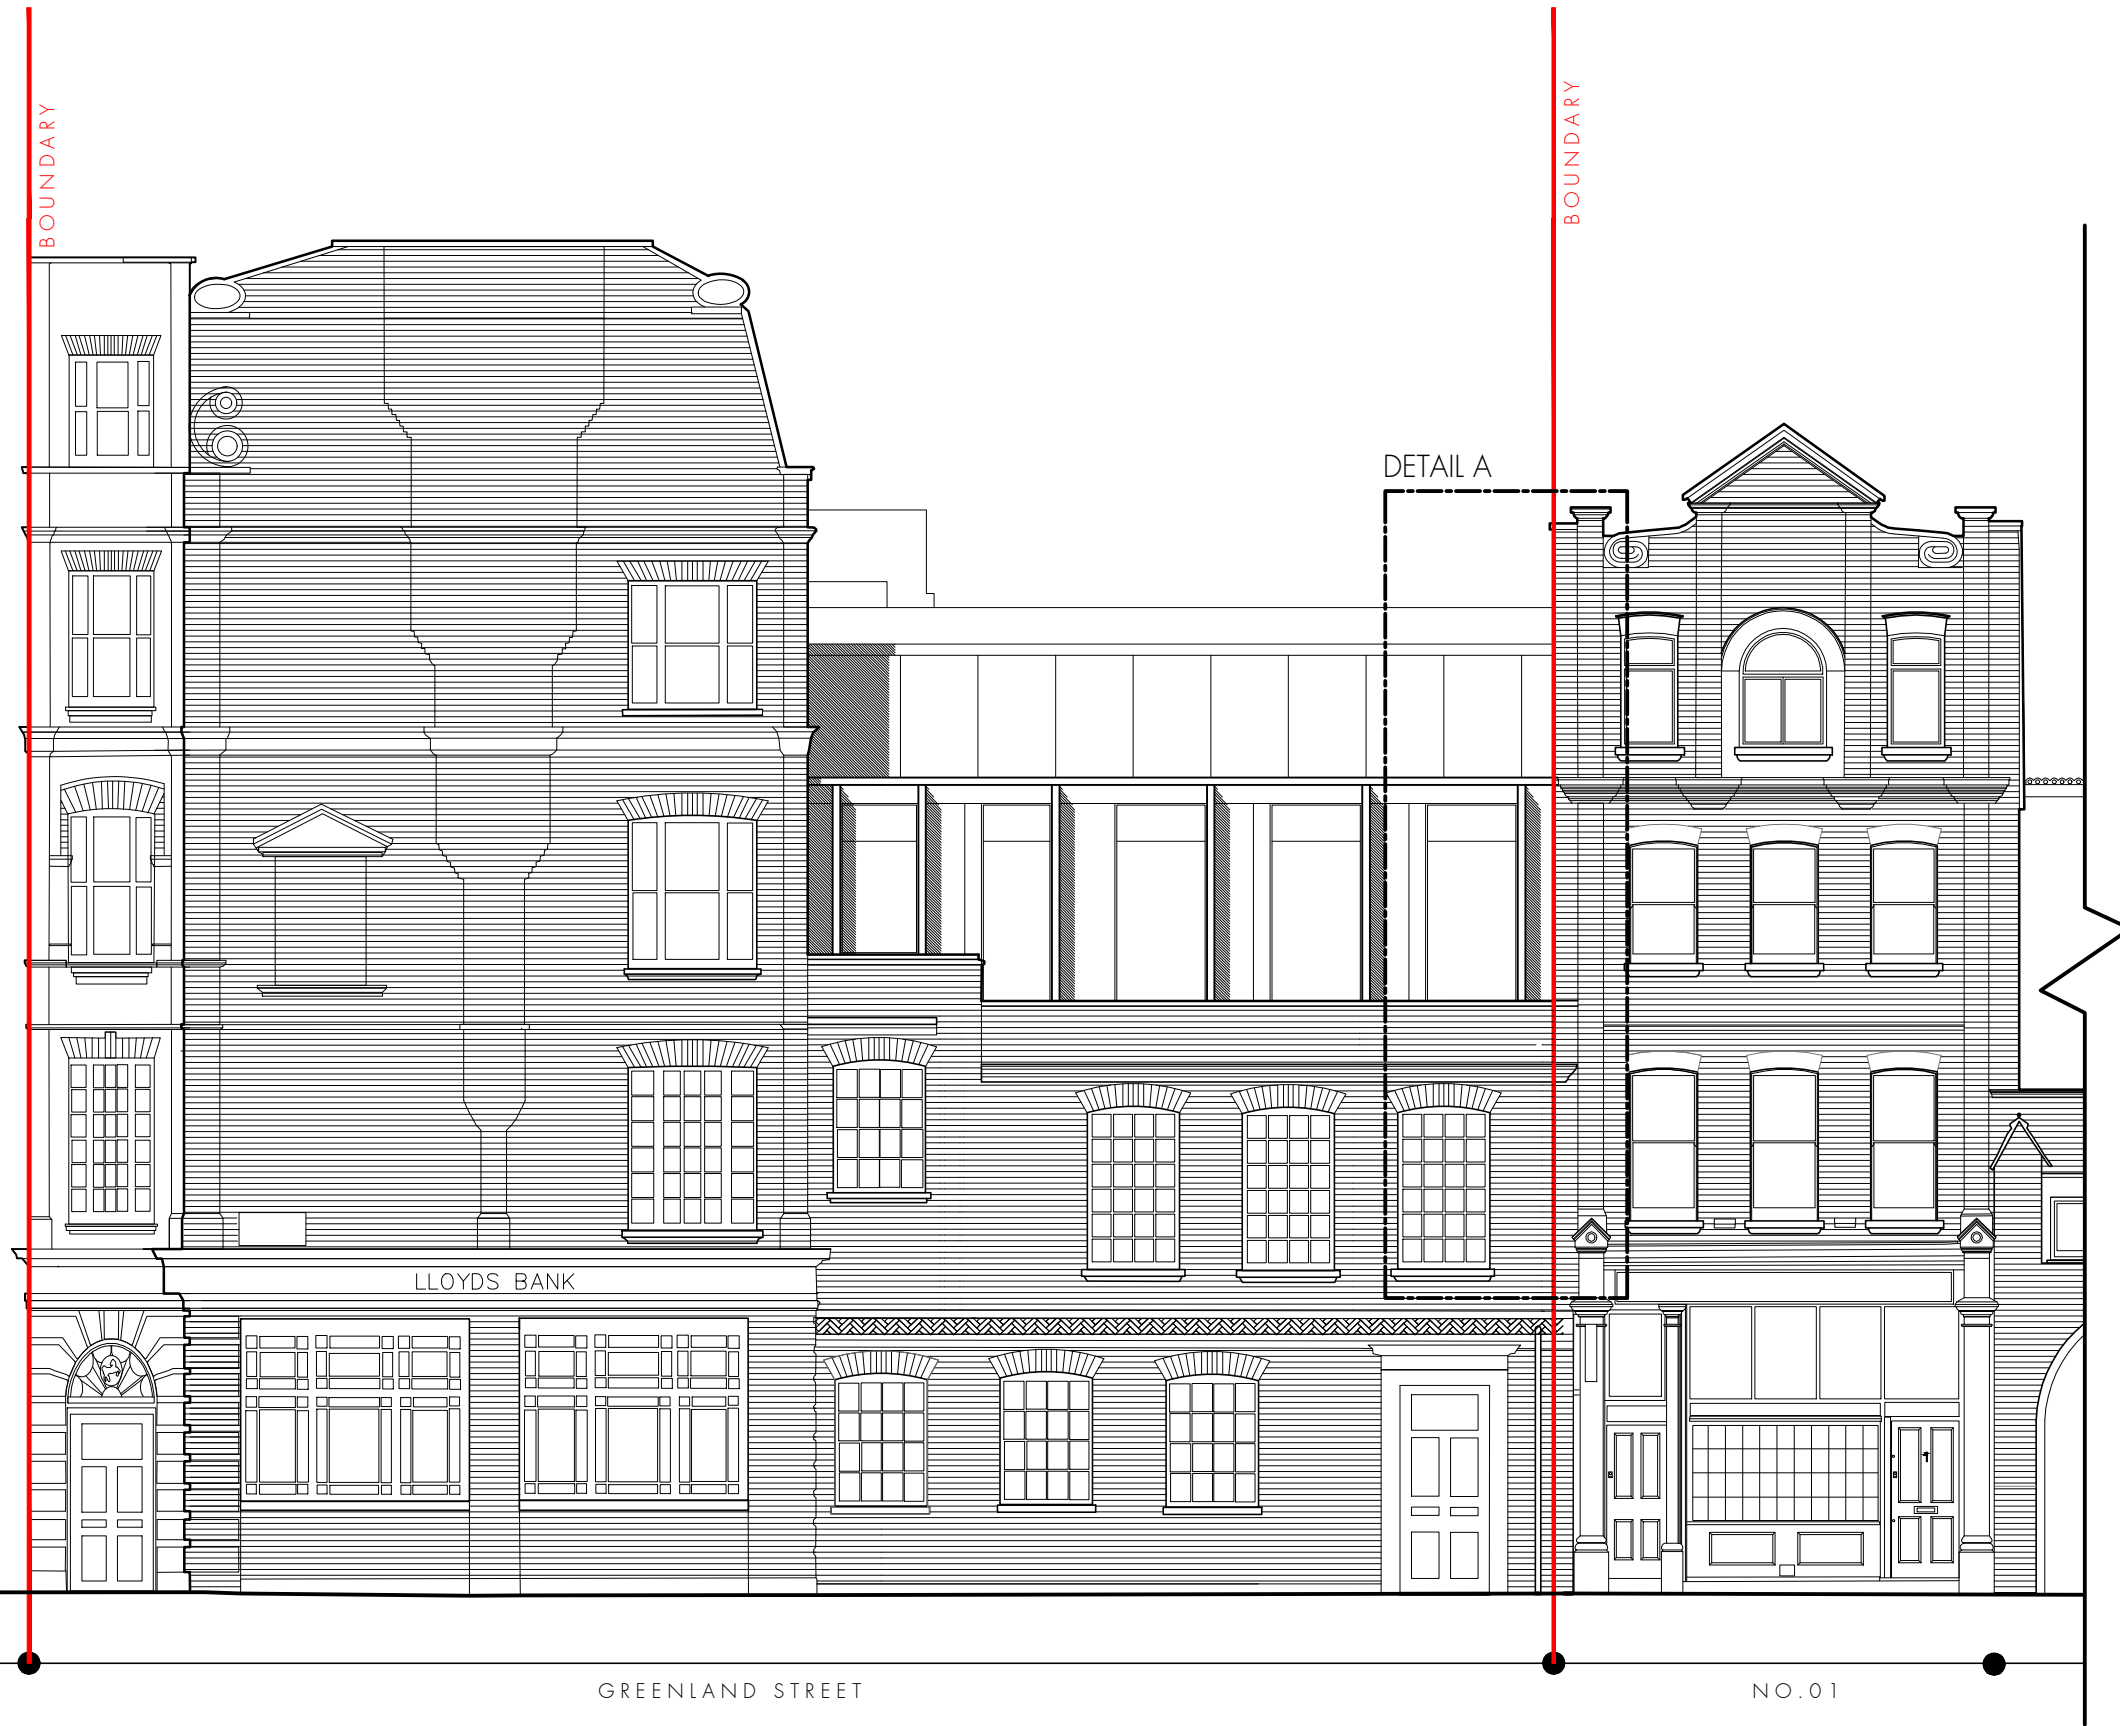 BOUNDARY
BOUNDARY
DETAIL A
LLOYDS BANK
GREENLAND STREET
NO.01